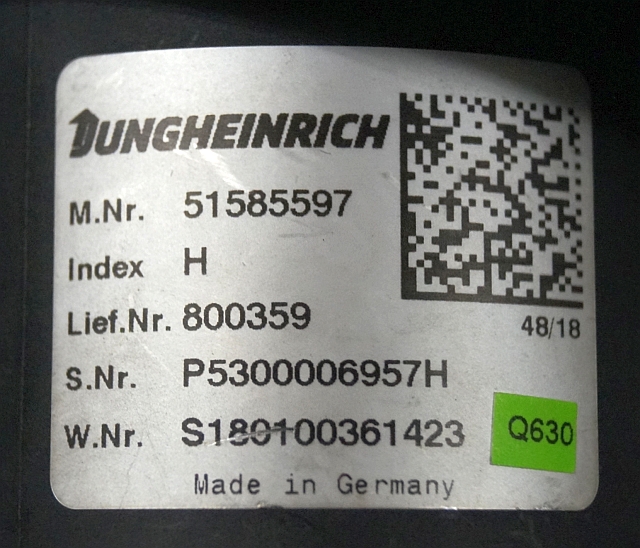 JUNGHEINRICH
M.Nr. 51585597
Index H
Lief.Nr. 800359
48/18
S.Nr. P5300006957H
W.Nr. S180100361423
Q630
Made in Germany